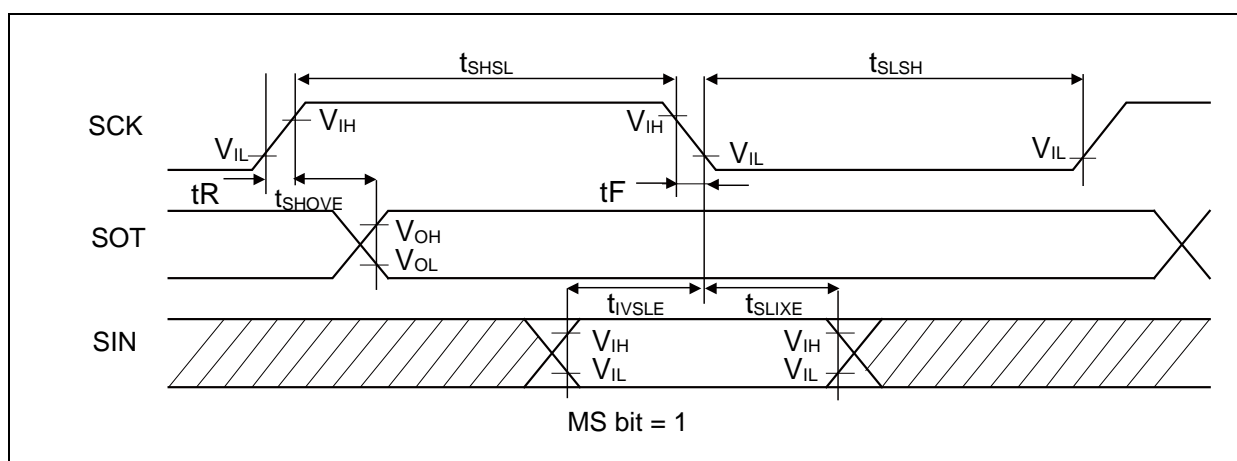 tSHSL
tSLSH
SCK
VIH
VIH
VIL
VIL
VIL
tR
tSHOVE
tF
SOT
VOH
VOL
tIVSLE
tSLIXE
SIN
VIH
VIH
VIL
VIL
MS bit = 1